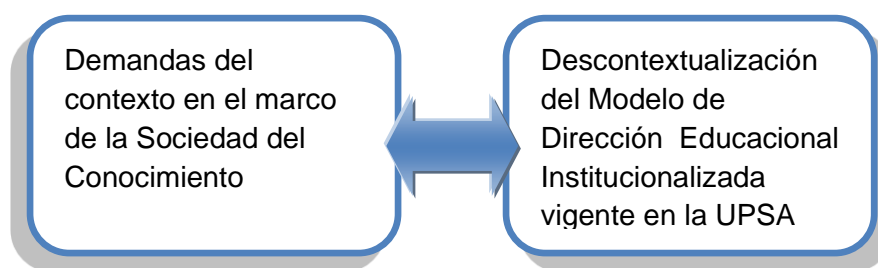 Demandas del
contexto en el marco
de la Sociedad del
Conocimiento
Descontextualización
del Modelo de
Dirección Educacional
Institucionalizada
vigente en la UPSA